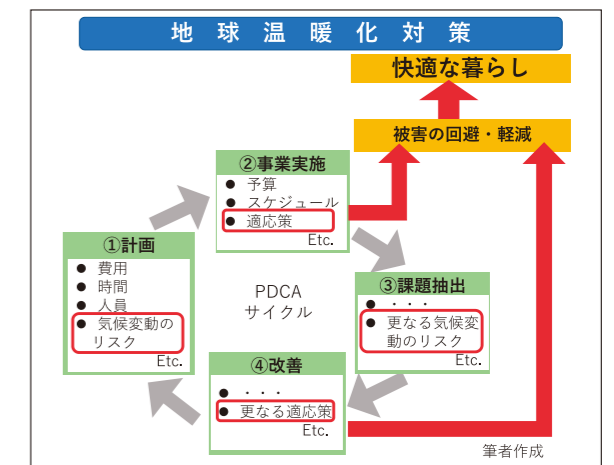 地球温暖化対策
快適な暮らし
被害の回避・軽減
②事業実施
● 予算
● スケジュール
● 適応策
Etc.
①計画
● 費用
● 時間
● 人員
● 気候変動の
リスク
Etc.
PDCA
サイクル
③課題抽出
● ・・・
● 更なる気候変
動のリスク
Etc.
④改善
● ・・・
● 更なる適応策
Etc.
筆者作成